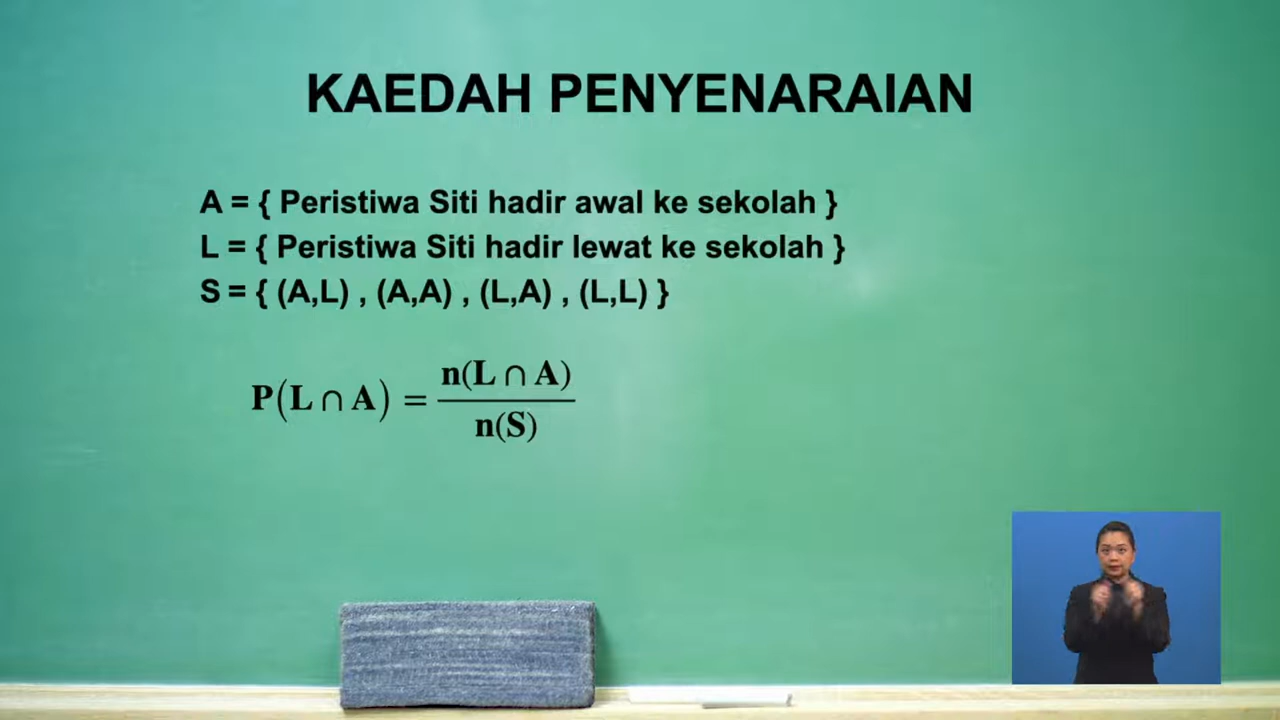 KAEDAH PENYENARAIAN
A = { Peristiwa Siti hadir awal ke sekolah }
L = { Peristiwa Siti hadir lewat ke sekolah }
S = { (A,L) , (A,A) , (L,A) , (L,L) }
P(L ∩ A) = n(L ∩ A) / n(S)